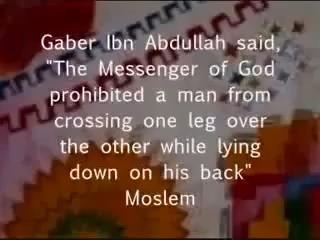 Gaber Ibn Abdullah said,
"The Messenger of God
prohibited a man from
crossing one leg over
the other while lying
down on his back"
Moslem